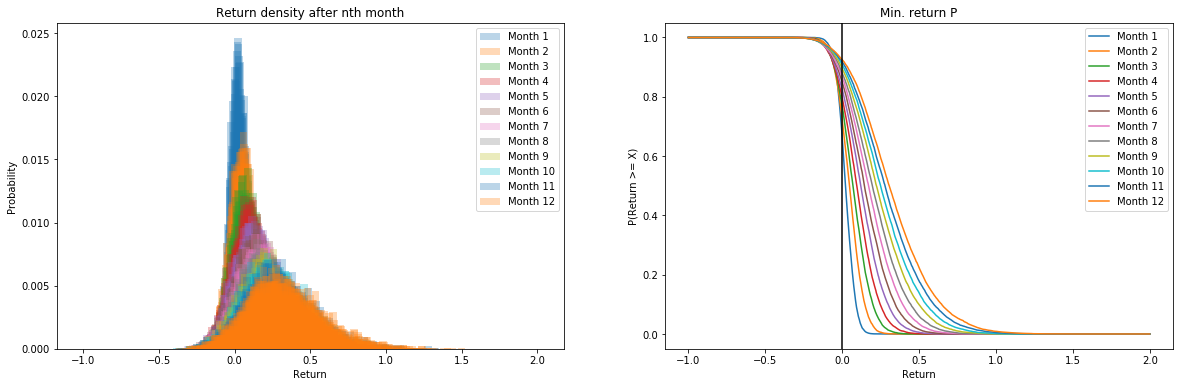 Return density after nth month
0.025
0.020
0.015
0.010
0.005
0.000
Probability
−1.0 −0.5 0.0 0.5 1.0 1.5 2.0
Return
Month 1
Month 2
Month 3
Month 4
Month 5
Month 6
Month 7
Month 8
Month 9
Month 10
Month 11
Month 12
Min. return P
1.0
0.8
0.6
0.4
0.2
0.0
P(Return >= X)
−1.0 −0.5 0.0 0.5 1.0 1.5 2.0
Return
Month 1
Month 2
Month 3
Month 4
Month 5
Month 6
Month 7
Month 8
Month 9
Month 10
Month 11
Month 12